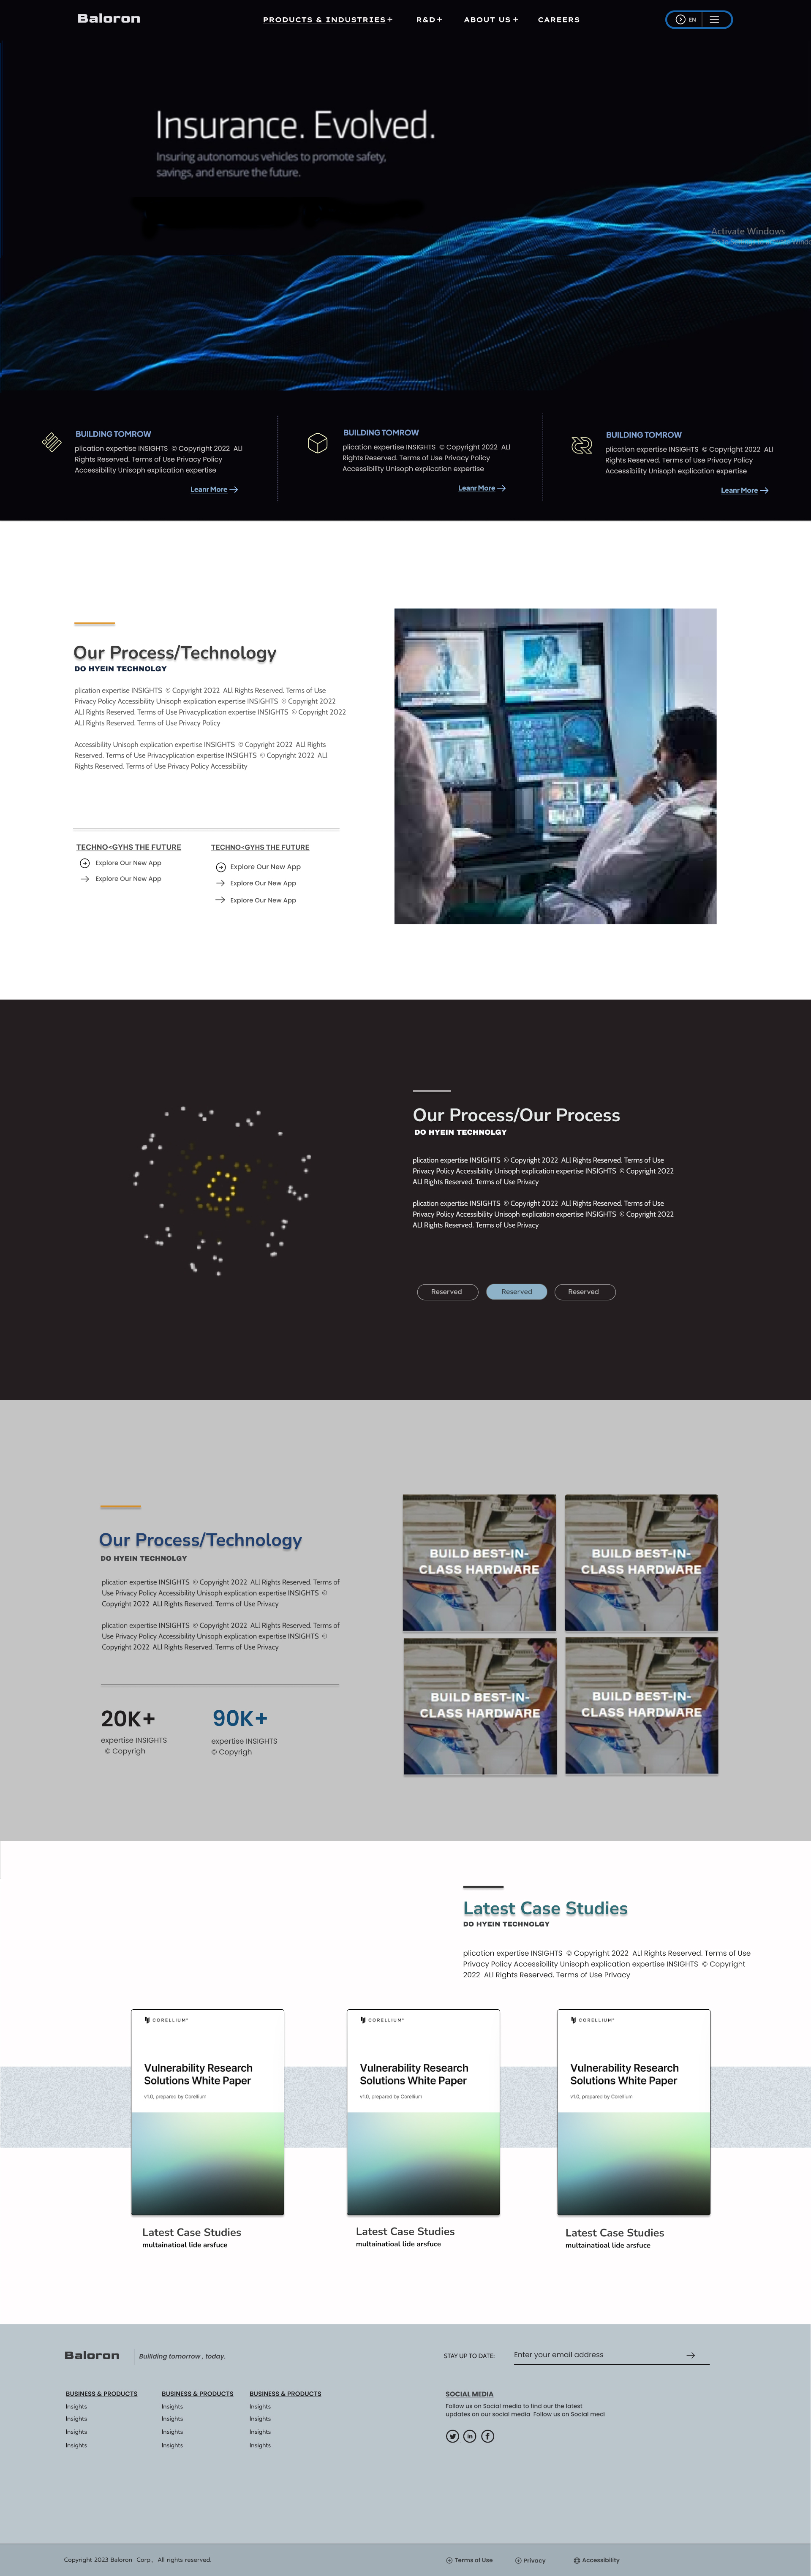 Baloron
PRODUCTS & INDUSTRIES +
R&D +
ABOUT US +
CAREERS
EN
Insurance. Evolved.
Insuring autonomous vehicles to promote safety,
savings, and ensure the future.
Activate Windows
BUILDING TOMROW
plication expertise INSIGHTS © Copyright 2022 ALl
Rights Reserved. Terms of Use Privacy Policy
Accessibility Unisoph explication expertise
Leanr More
BUILDING TOMROW
plication expertise INSIGHTS © Copyright 2022 ALl
Rights Reserved. Terms of Use Privacy Policy
Accessibility Unisoph explication expertise
Leanr More
BUILDING TOMROW
plication expertise INSIGHTS © Copyright 2022 ALl
Rights Reserved. Terms of Use Privacy Policy
Accessibility Unisoph explication expertise
Leanr More
Our Process/Technology
DO HYEIN TECHNOLGY
plication expertise INSIGHTS © Copyright 2022 ALl Rights Reserved. Terms of Use
Privacy Policy Accessibility Unisoph explication expertise INSIGHTS © Copyright 2022
ALl Rights Reserved. Terms of Use Privacyplication expertise INSIGHTS © Copyright 2022
ALl Rights Reserved. Terms of Use Privacy Policy
Accessibility Unisoph explication expertise INSIGHTS © Copyright 2022 ALl Rights
Reserved. Terms of Use Privacyplication expertise INSIGHTS © Copyright 2022 ALl
Rights Reserved. Terms of Use Privacy Policy Accessibility
TECHNO<GYHS THE FUTURE
Explore Our New App
Explore Our New App
TECHNO<GYHS THE FUTURE
Explore Our New App
Explore Our New App
Explore Our New App
Our Process/Our Process
DO HYEIN TECHNOLGY
plication expertise INSIGHTS © Copyright 2022 ALl Rights Reserved. Terms of Use
Privacy Policy Accessibility Unisoph explication expertise INSIGHTS © Copyright 2022
ALl Rights Reserved. Terms of Use Privacy
plication expertise INSIGHTS © Copyright 2022 ALl Rights Reserved. Terms of Use
Privacy Policy Accessibility Unisoph explication expertise INSIGHTS © Copyright 2022
ALl Rights Reserved. Terms of Use Privacy
Reserved
Reserved
Reserved
Our Process/Technology
DO HYEIN TECHNOLGY
plication expertise INSIGHTS © Copyright 2022 ALl Rights Reserved. Terms of
Use Privacy Policy Accessibility Unisoph explication expertise INSIGHTS ©
Copyright 2022 ALl Rights Reserved. Terms of Use Privacy
plication expertise INSIGHTS © Copyright 2022 ALl Rights Reserved. Terms of
Use Privacy Policy Accessibility Unisoph explication expertise INSIGHTS ©
Copyright 2022 ALl Rights Reserved. Terms of Use Privacy
20K+
expertise INSIGHTS
© Copyrigh
90K+
expertise INSIGHTS
© Copyrigh
BUILD BEST-IN-
CLASS HARDWARE
BUILD BEST-IN-
CLASS HARDWARE
BUILD BEST-IN-
CLASS HARDWARE
BUILD BEST-IN-
CLASS HARDWARE
Latest Case Studies
DO HYEIN TECHNOLGY
plication expertise INSIGHTS © Copyright 2022 ALl Rights Reserved. Terms of Use
Privacy Policy Accessibility Unisoph explication expertise INSIGHTS © Copyright
2022 ALl Rights Reserved. Terms of Use Privacy
CORELLIUM
Vulnerability Research
Solutions White Paper
v1.0, prepared by Corellium
Latest Case Studies
multainatioal lide arsfuce
CORELLIUM
Vulnerability Research
Solutions White Paper
v1.0, prepared by Corellium
Latest Case Studies
multainatioal lide arsfuce
CORELLIUM
Vulnerability Research
Solutions White Paper
v1.0, prepared by Corellium
Latest Case Studies
multainatioal lide arsfuce
Baloron
Buillding tomorrow , today.
STAY UP TO DATE:
Enter your email address
BUSINESS & PRODUCTS
Insights
Insights
Insights
Insights
BUSINESS & PRODUCTS
Insights
Insights
Insights
Insights
BUSINESS & PRODUCTS
Insights
Insights
Insights
Insights
SOCIAL MEDIA
Follow us on Social media to find our the latest
updates on our social media Follow us on Social medi
Copyright 2023 Baloron Corp., All rights reserved.
Terms of Use
Privacy
Accessibility